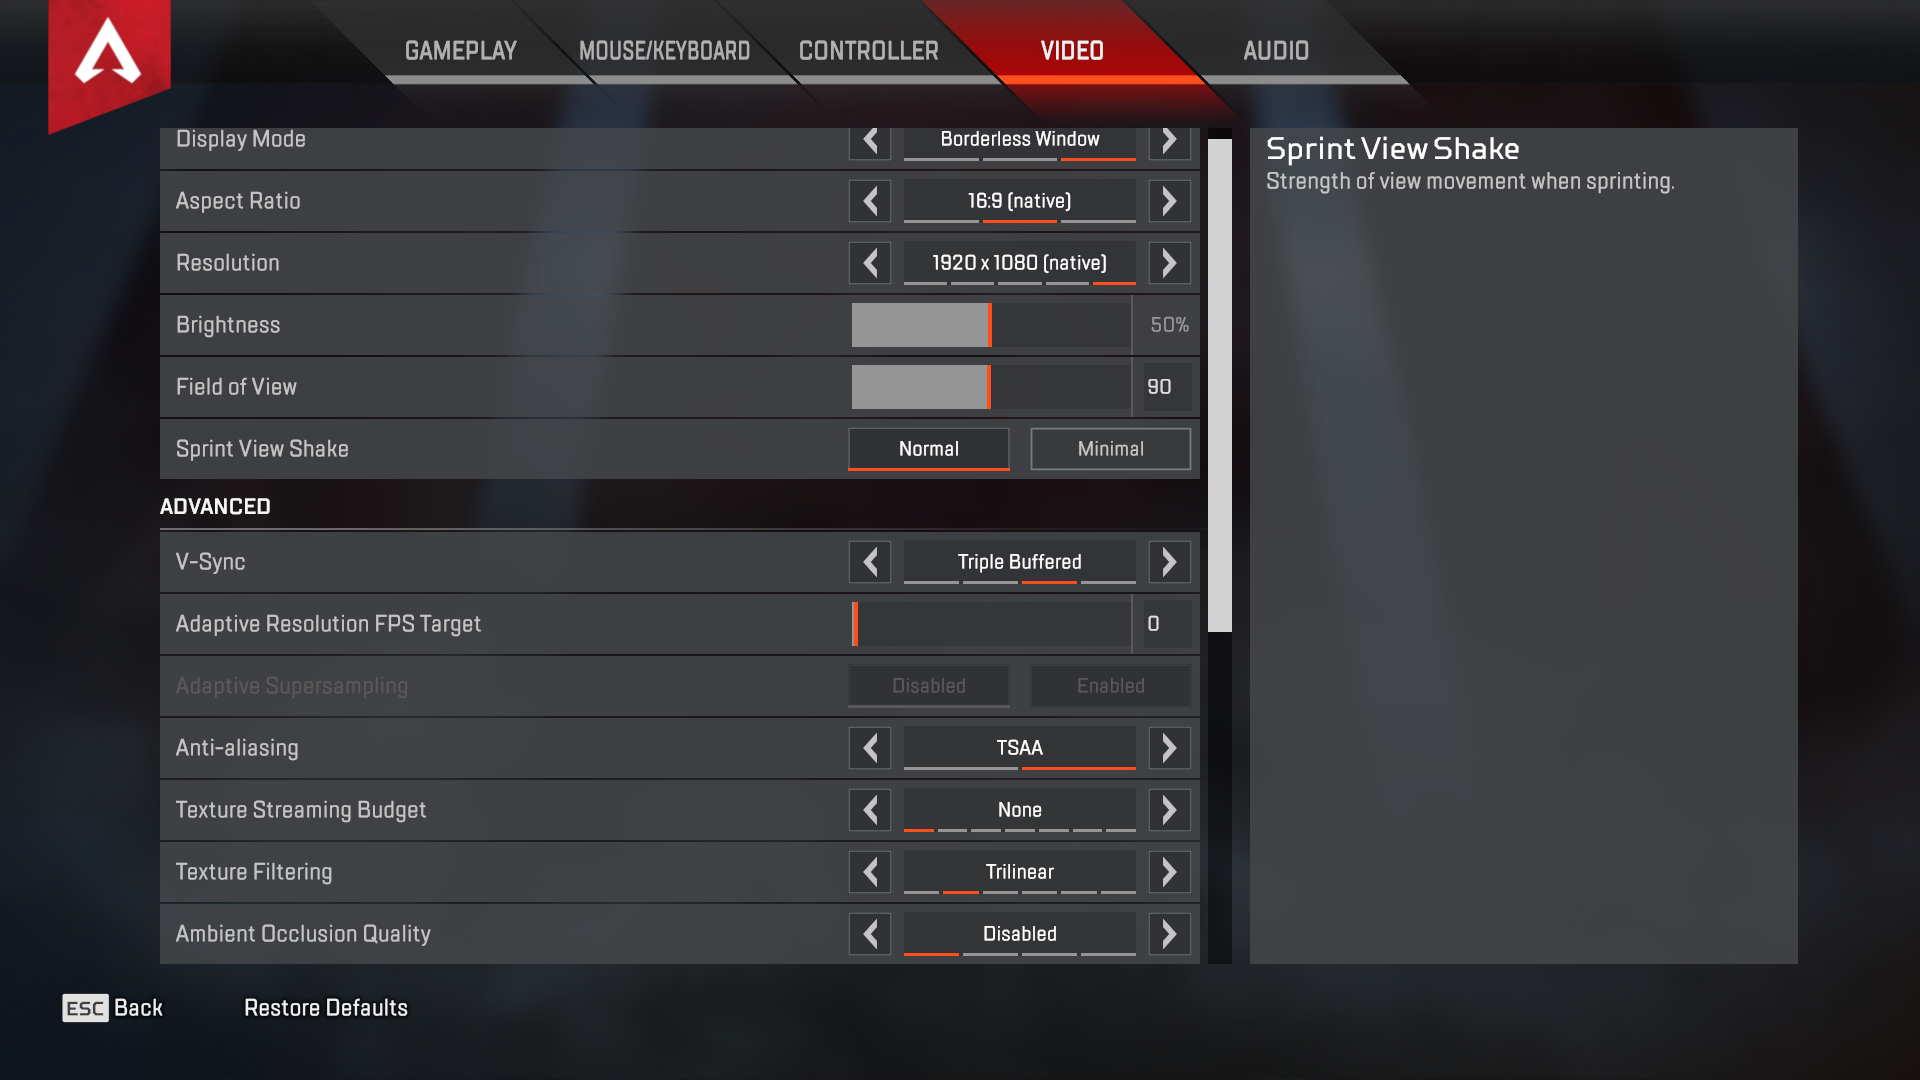 GAMEPLAY
MOUSE/KEYBOARD
CONTROLLER
VIDEO
AUDIO
Display Mode
Borderless Window
Aspect Ratio
16:9 (native)
Resolution
1920 x 1080 (native)
Brightness
50%
Field of View
90
Sprint View Shake
Normal
Minimal
ADVANCED
V-Sync
Triple Buffered
Adaptive Resolution FPS Target
0
Adaptive Supersampling
Disabled
Enabled
Anti-aliasing
TSAA
Texture Streaming Budget
None
Texture Filtering
Trilinear
Ambient Occlusion Quality
Disabled
Sprint View Shake
Strength of view movement when sprinting.
ESC Back
Restore Defaults